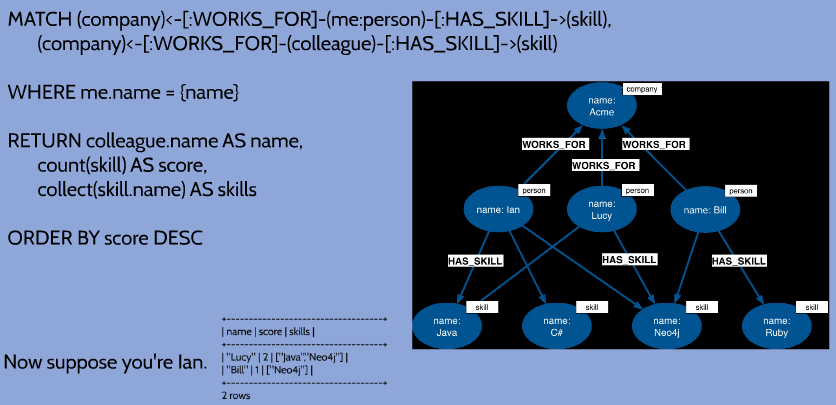 MATCH (company)<-[:WORKS_FOR]-(me:person)-[:HAS_SKILL]->(skill),
(company)<-[:WORKS_FOR]-(colleague)-[:HAS_SKILL]->(skill)
WHERE me.name = {name}
RETURN colleague.name AS name,
count(skill) AS score,
collect(skill.name) AS skills
ORDER BY score DESC
company
name:
Acme
WORKS_FOR
WORKS_FOR
WORKS_FOR
person
person
person
name: Ian
name:
Lucy
name: Bill
HAS_SKILL
HAS_SKILL
HAS_SKILL
skill
skill
skill
skill
name:
Java
name:
C#
name:
Neo4j
name:
Ruby
Now suppose you're Ian.
+-----------------------------------+
| name | score | skills |
+-----------------------------------+
| "Lucy" | 2 | ["Java","Neo4j"] |
| "Bill" | 1 | ["Neo4j"] |
+-----------------------------------+
2 rows